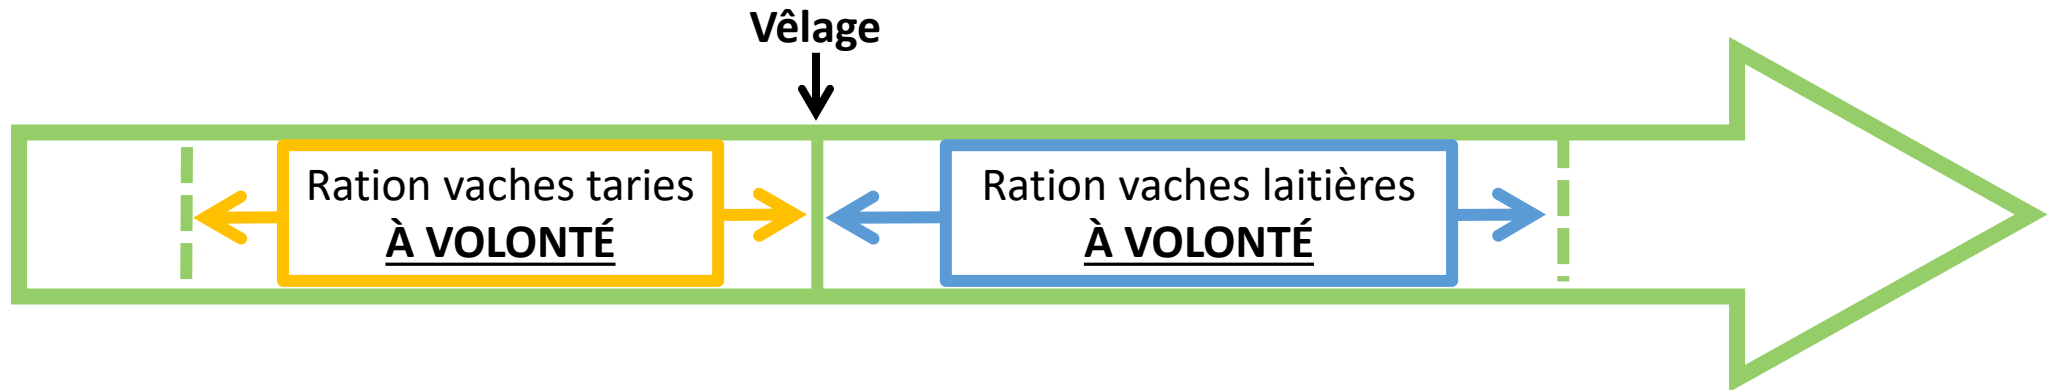 Vêlage
Ration vaches taries
À VOLONTÉ
Ration vaches laitières
À VOLONTÉ